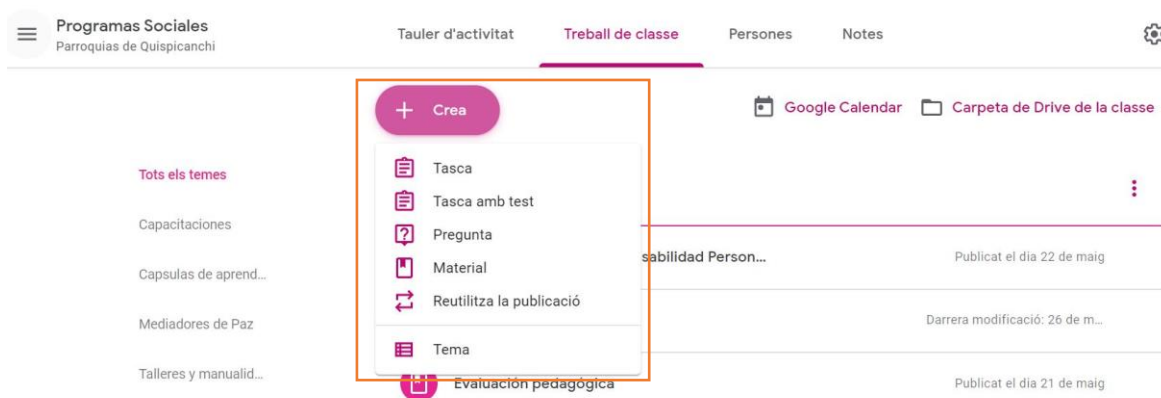 Programas Sociales
Parroquias de Quispicanchi
Tauler d'activitat
Treball de classe
Persones
Notes
Crea
Google Calendar
Carpeta de Drive de la classe
Tots els temes
Capacitaciones
Capsulas de aprend...
Mediadores de Paz
Talleres y manualid...
Tasca
Tasca amb test
Pregunta
Material
Reutilitza la publicació
Tema
sabilidad Person...
Publicat el dia 22 de maig
Darrera modificació: 26 de m...
Evaluación pedagógica
Publicat el dia 21 de maig